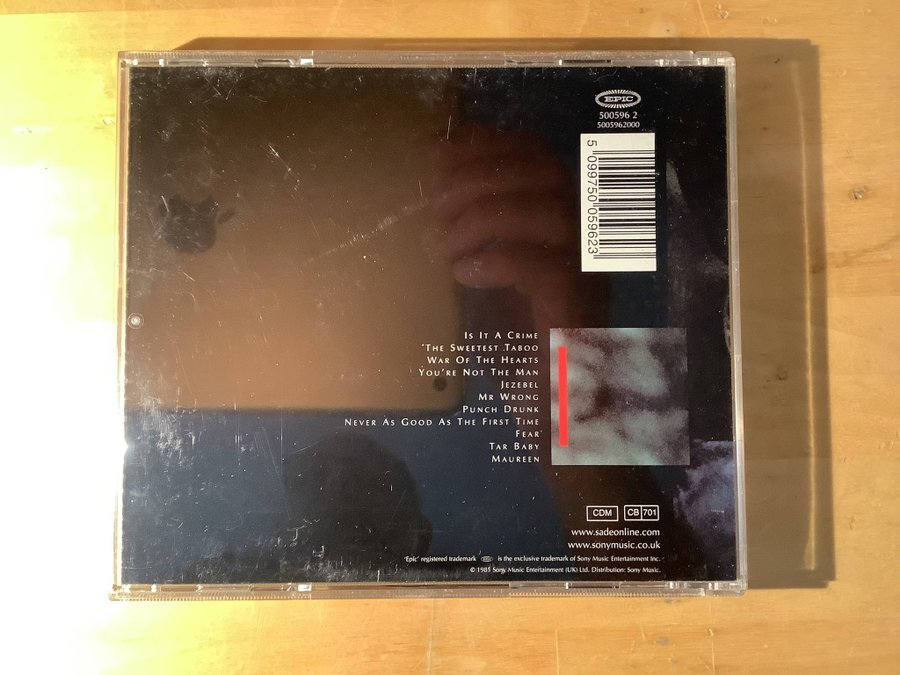 EPIC
500596 2
5005962000
5 099750 059623
Is It A Crime
The Sweetest Taboo
War Of The Hearts
You're Not The Man
Jezebel
Mr Wrong
Punch Drunk
Never As Good As The First Time
Fear
Tar Baby
Maureen
CDM CB 701
www.sadeonline.com
www.sonymusic.co.uk
'Epic' registered trademark EPIC is the exclusive trademark of Sony Music Entertainment Inc.
© 1985 Sony Music Entertainment (UK) Ltd. Distribution: Sony Music.